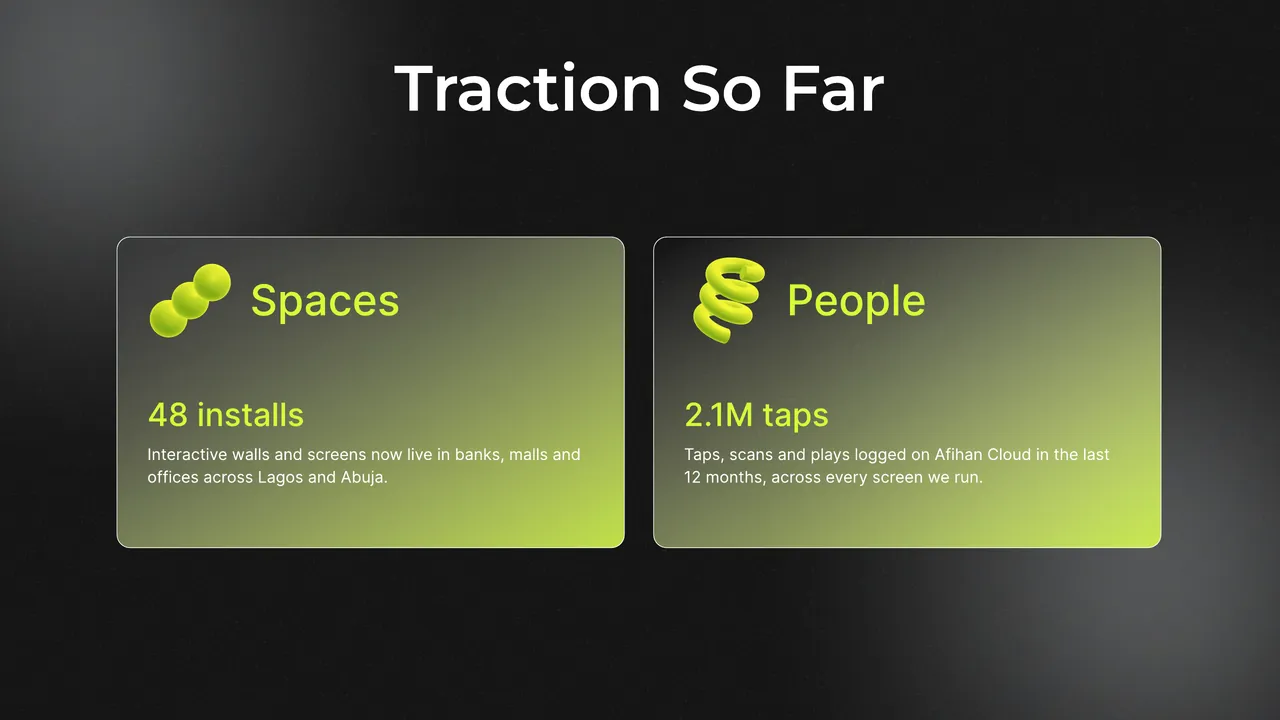 Traction So Far
Spaces
48 installs
Interactive walls and screens now live in banks, malls and
offices across Lagos and Abuja.
People
2.1M taps
Taps, scans and plays logged on Afihan Cloud in the last
12 months, across every screen we run.